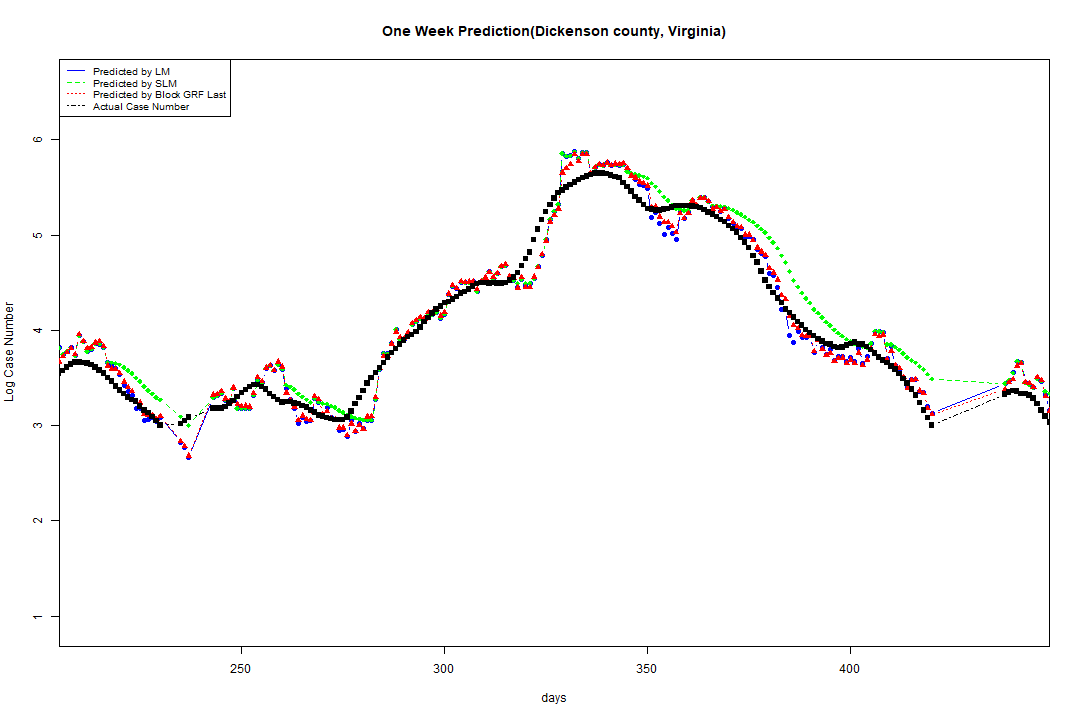 One Week Prediction(Dickenson county, Virginia)
Predicted by LM
Predicted by SLM
Predicted by Block GRF Last
Actual Case Number
6
5
4
3
2
1
Log Case Number
250 300 350 400
days